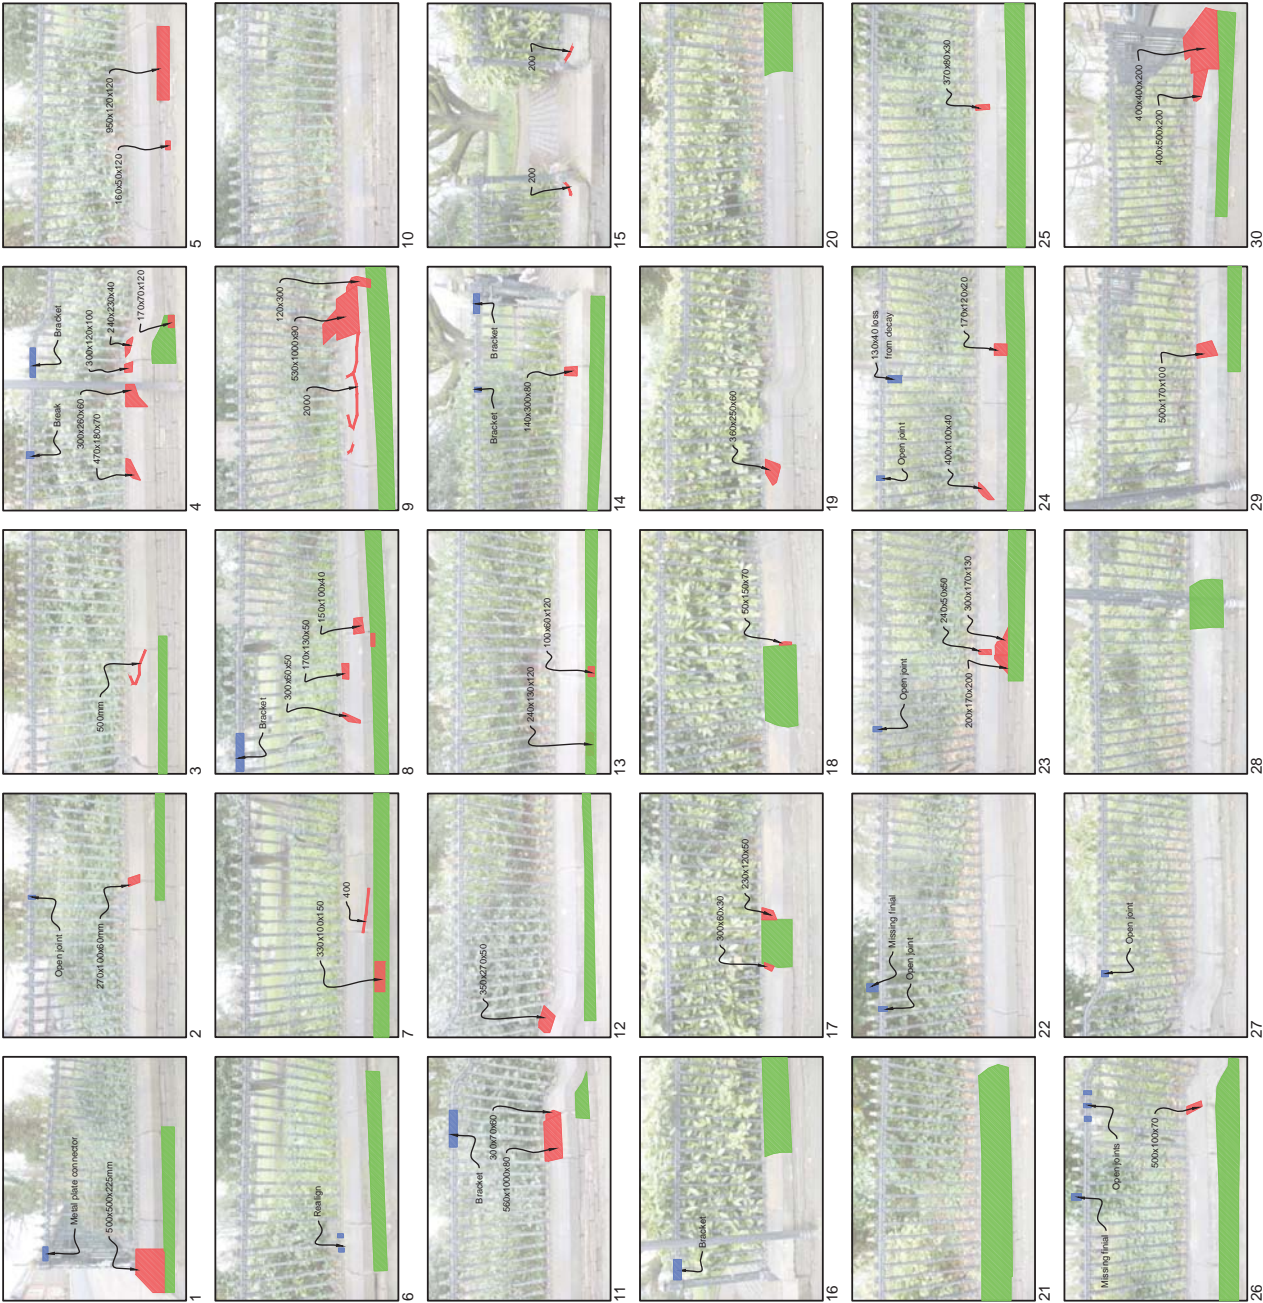 Metal plate connector
500x500x225mm
1
Open joint
270x100x60mm
2
500mm
3
Break
Bracket
470x180x70
300x260x60
300x120x100
240x230x40
170x70x120
4
160x50x120
950x120x120
5
Realign
6
330x100x150
400
7
Bracket
300x60x50
170x130x50
150x100x40
8
2000
530x1000x90
120x300
9
10
Bracket
560x1000x80
300x70x60
11
350x270x50
12
240x130x120
100x60x120
13
Bracket
Bracket
140x300x80
14
200
200
15
Bracket
16
300x60x30
230x120x50
17
50x150x70
18
360x250x60
19
20
21
Missing finial
Open joint
22
Open joint
200x170x200
240x50x50
300x170x130
23
Open joint
130x40 loss
from decay
400x100x40
170x120x20
24
370x80x30
25
Missing finial
Open joints
500x100x70
26
Open joint
27
28
500x170x100
29
400x500x200
400x400x200
30